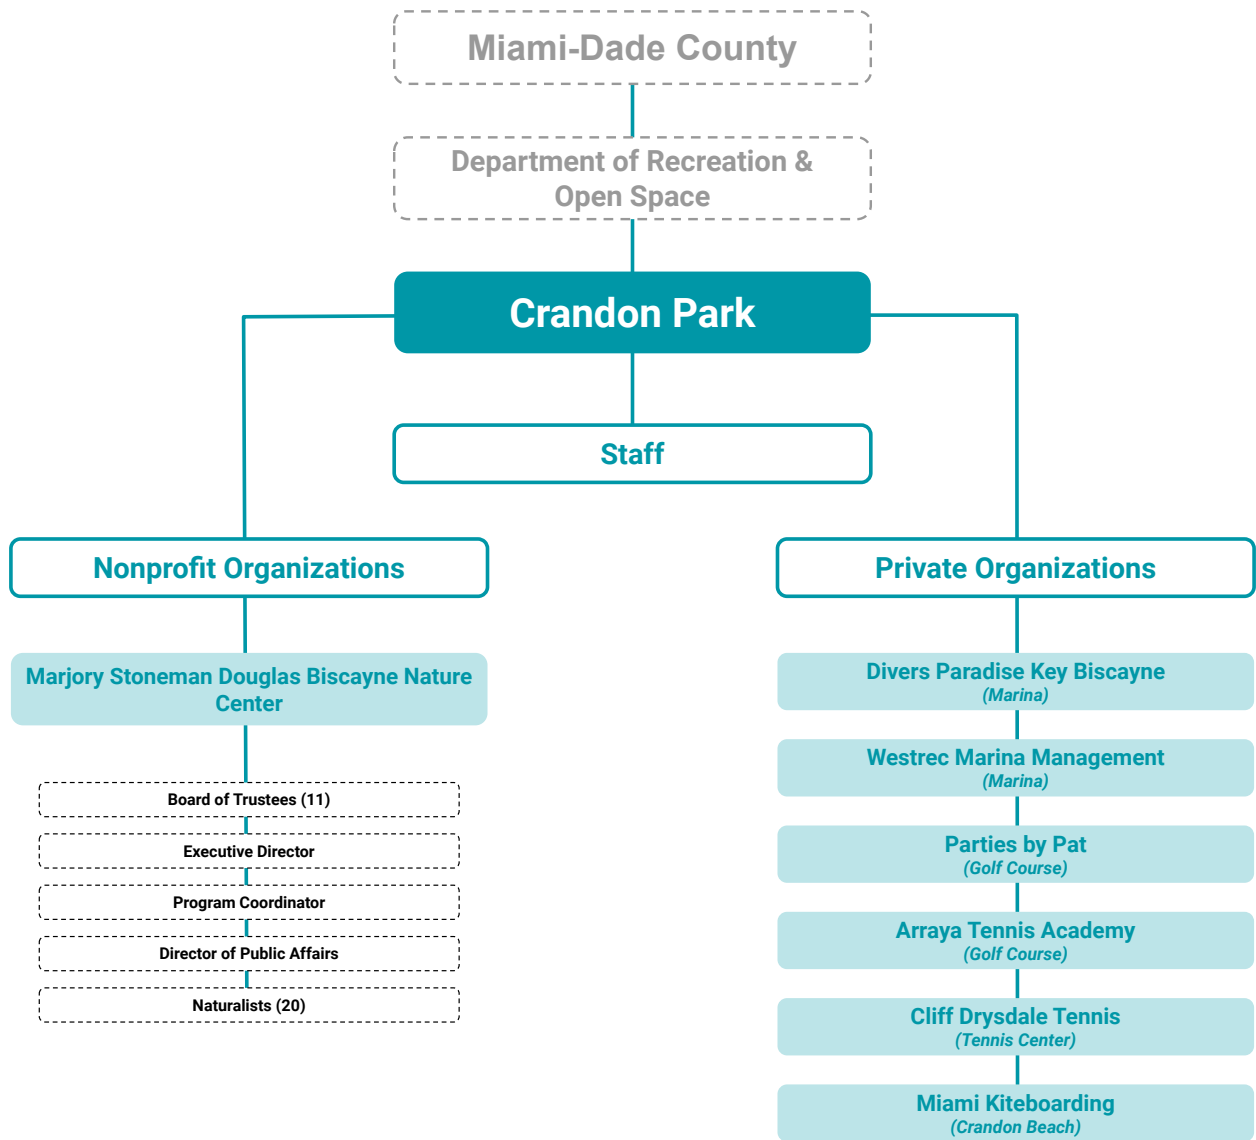 Miami-Dade County
Department of Recreation &
Open Space
Crandon Park
Staff
Nonprofit Organizations
Marjory Stoneman Douglas Biscayne Nature
Center
Board of Trustees (11)
Executive Director
Program Coordinator
Director of Public Affairs
Naturalists (20)
Private Organizations
Divers Paradise Key Biscayne
(Marina)
Westrec Marina Management
(Marina)
Parties by Pat
(Golf Course)
Arraya Tennis Academy
(Golf Course)
Cliff Drysdale Tennis
(Tennis Center)
Miami Kiteboarding
(Crandon Beach)